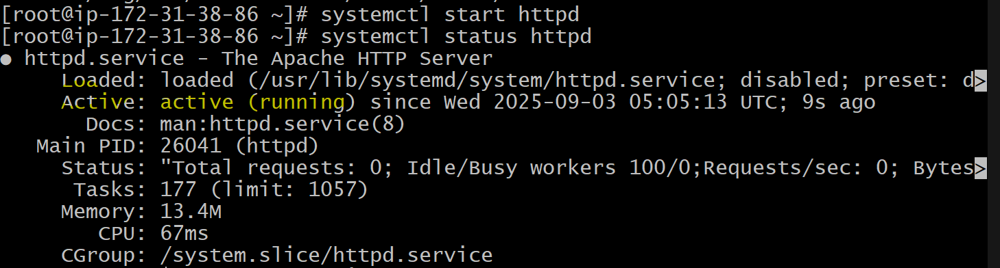 [root@ip-172-31-38-86 ~]# systemctl start httpd
[root@ip-172-31-38-86 ~]# systemctl status httpd
● httpd.service - The Apache HTTP Server
Loaded: loaded (/usr/lib/systemd/system/httpd.service; disabled; preset: d>
Active: active (running) since Wed 2025-09-03 05:05:13 UTC; 9s ago
Docs: man:httpd.service(8)
Main PID: 26041 (httpd)
Status: "Total requests: 0; Idle/Busy workers 100/0;Requests/sec: 0; Bytes>
Tasks: 177 (limit: 1057)
Memory: 13.4M
CPU: 67ms
CGroup: /system.slice/httpd.service